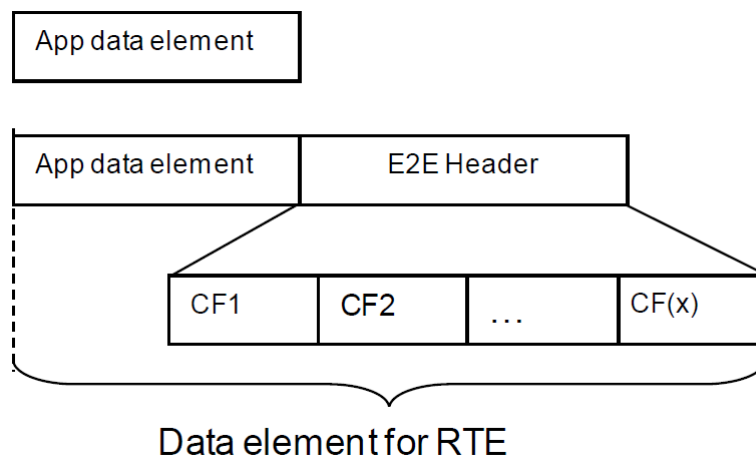 App data element
App data element E2E Header
CF1 CF2 ... CF(x)
Data element for RTE